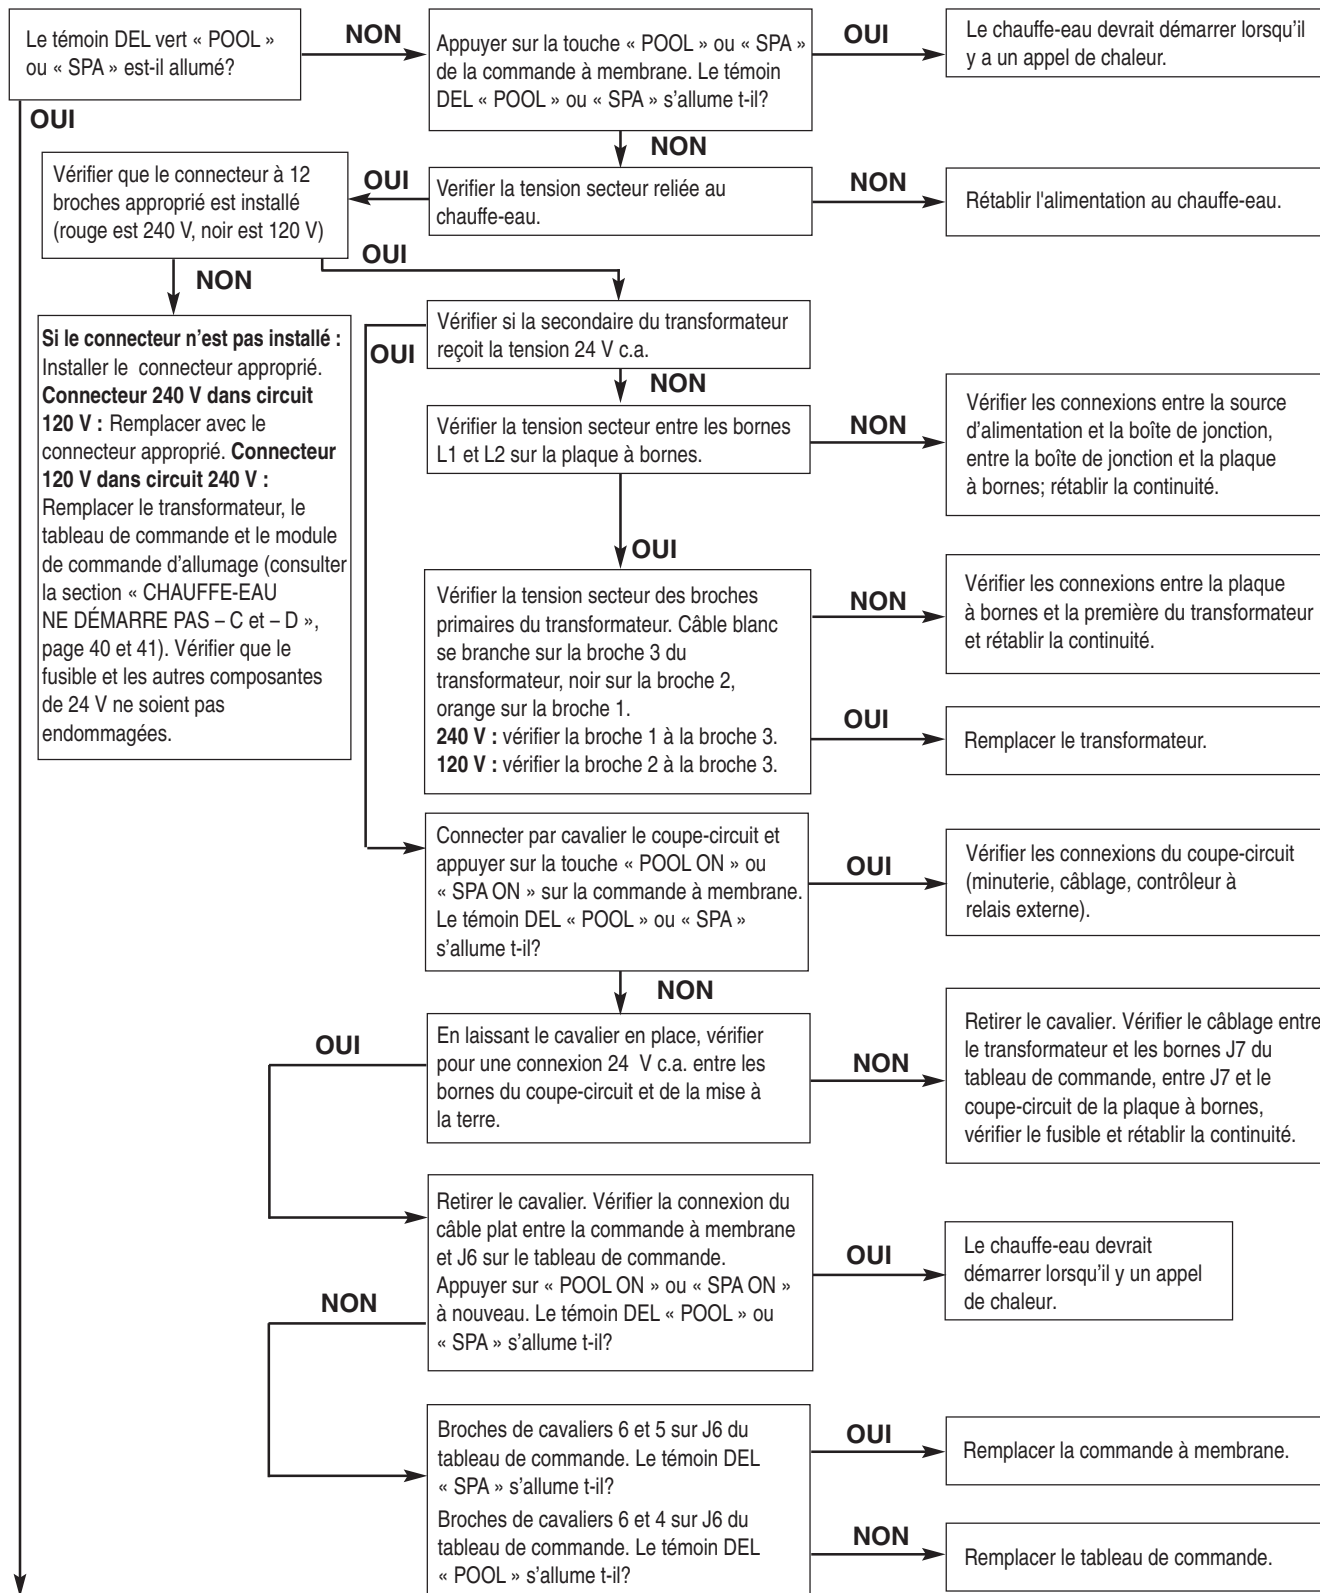 Le témoin DEL vert « POOL »
ou « SPA » est-il allumé?
NON
Appuyer sur la touche « POOL » ou « SPA »
de la commande à membrane. Le témoin
DEL « POOL » ou « SPA » s'allume t-il?
OUI
Le chauffe-eau devrait démarrer lorsqu'il
y a un appel de chaleur.
OUI
NON
Vérifier que le connecteur à 12
broches approprié est installé
(rouge est 240 V, noir est 120 V)
OUI
Verifier la tension secteur reliée au
chauffe-eau.
NON
Rétablir l'alimentation au chauffe-eau.
OUI
NON
Si le connecteur n'est pas installé :
Installer le connecteur approprié.
Connecteur 240 V dans circuit
120 V : Remplacer avec le
connecteur approprié. Connecteur
120 V dans circuit 240 V :
Remplacer le transformateur, le
tableau de commande et le module
de commande d'allumage (consulter
la section « CHAUFFE-EAU
NE DÉMARRE PAS – C et – D »,
page 40 et 41). Vérifier que le
fusible et les autres composantes
de 24 V ne soient pas
endommagées.
OUI
Vérifier si la secondaire du transformateur
reçoit la tension 24 V c.a.
NON
Vérifier la tension secteur entre les bornes
L1 et L2 sur la plaque à bornes.
NON
Vérifier les connexions entre la source
d'alimentation et la boîte de jonction,
entre la boîte de jonction et la plaque
à bornes; rétablir la continuité.
OUI
Vérifier la tension secteur des broches
primaires du transformateur. Câble blanc
se branche sur la broche 3 du
transformateur, noir sur la broche 2,
orange sur la broche 1.
240 V : vérifier la broche 1 à la broche 3.
120 V : vérifier la broche 2 à la broche 3.
NON
Vérifier les connexions entre la plaque
à bornes et la première du transformateur
et rétablir la continuité.
OUI
Remplacer le transformateur.
Connecter par cavalier le coupe-circuit et
appuyer sur la touche « POOL ON » ou
« SPA ON » sur la commande à membrane.
Le témoin DEL « POOL » ou « SPA »
s'allume t-il?
OUI
Vérifier les connexions du coupe-circuit
(minuterie, câblage, contrôleur à
relais externe).
NON
OUI
En laissant le cavalier en place, vérifier
pour une connexion 24 V c.a. entre les
bornes du coupe-circuit et de la mise à
la terre.
NON
Retirer le cavalier. Vérifier le câblage entre
le transformateur et les bornes J7 du
tableau de commande, entre J7 et le
coupe-circuit de la plaque à bornes,
vérifier le fusible et rétablir la continuité.
Retirer le cavalier. Vérifier la connexion du
câble plat entre la commande à membrane
et J6 sur le tableau de commande.
Appuyer sur « POOL ON » ou « SPA ON »
à nouveau. Le témoin DEL « POOL » ou
« SPA » s'allume t-il?
OUI
Le chauffe-eau devrait
démarrer lorsqu'il y un appel
de chaleur.
NON
Broches de cavaliers 6 et 5 sur J6 du
tableau de commande. Le témoin DEL
« SPA » s'allume t-il?
Broches de cavaliers 6 et 4 sur J6 du
tableau de commande. Le témoin DEL
« POOL » s'allume t-il?
OUI
Remplacer la commande à membrane.
NON
Remplacer le tableau de commande.